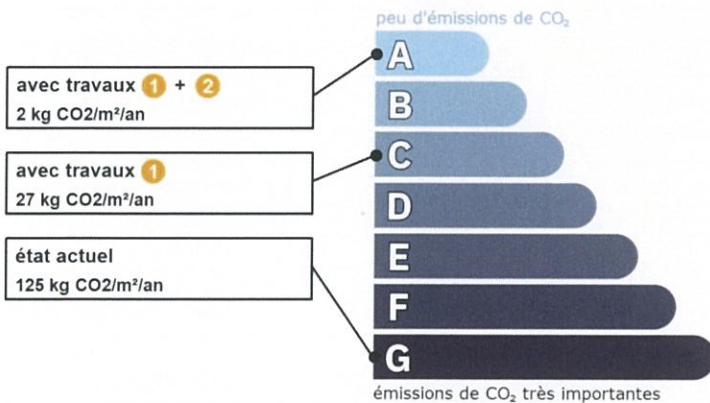 peu d'émissions de CO₂
A
avec travaux 1 + 2
2 kg CO2/m²/an
B
avec travaux 1
27 kg CO2/m²/an
C
D
état actuel
125 kg CO2/m²/an
E
F
G
émissions de CO₂ très importantes